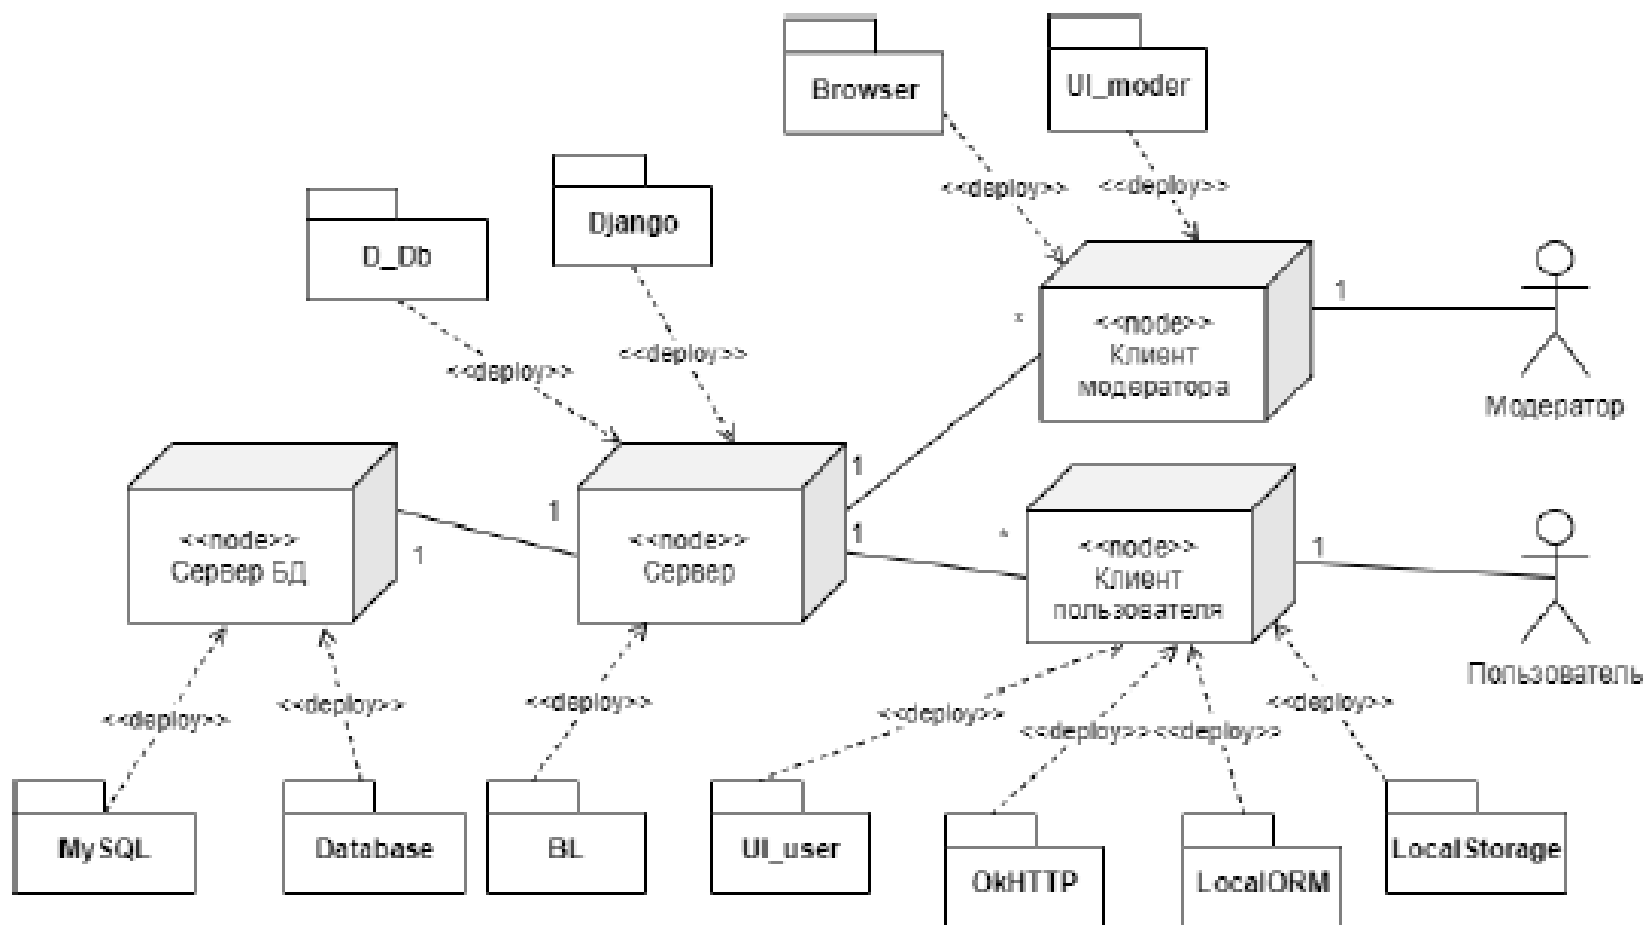 Browser
UI_moder
<<deploy>>
<<deploy>>
Django
D_Db
<<deploy>>
<<deploy>>
<<node>>
Клиент
модератора
*
1
Модератор
<<node>>
Сервер БД
1
1
<<node>>
Сервер
1
1
*
<<node>>
Клиент
пользователя
1
Пользователь
<<deploy>>
<<deploy>>
<<deploy>>
<<deploy>>
<<deploy>>
<<deploy>>
<<deploy>>
MySQL
Database
BL
UI_user
OkHTTP
LocalORM
LocalStorage